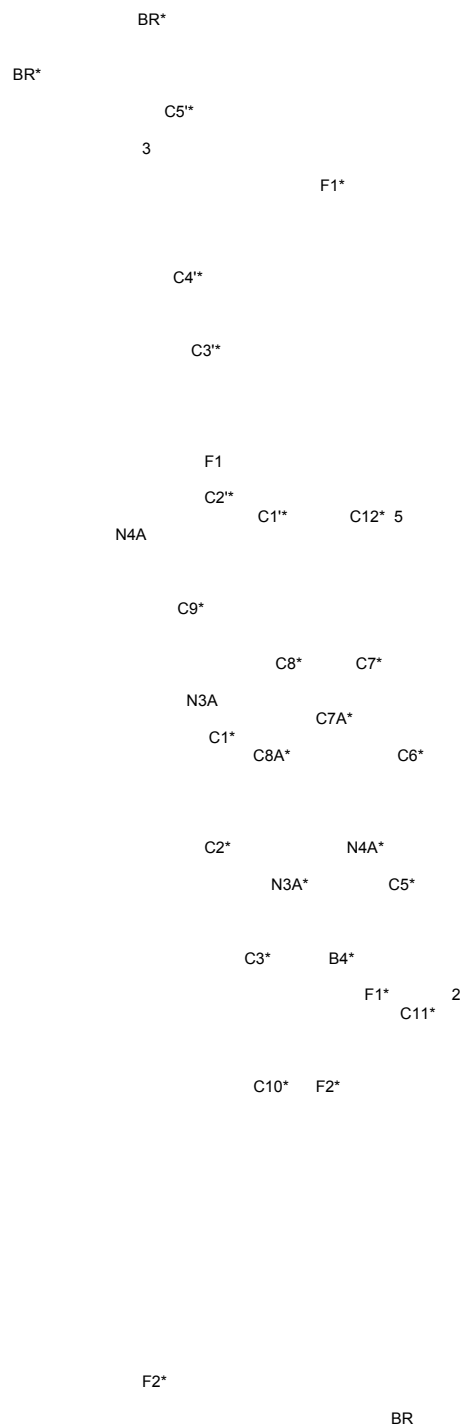 BR*
BR*
C5'*
3
F1*
C4'*
C3'*
F1
C2'*
C1'* C12* 5
N4A
C9*
C8* C7*
N3A
C7A*
C1*
C8A* C6*
C2* N4A*
N3A* C5*
C3* B4*
F1* 2
C11*
C10* F2*
F2*
BR